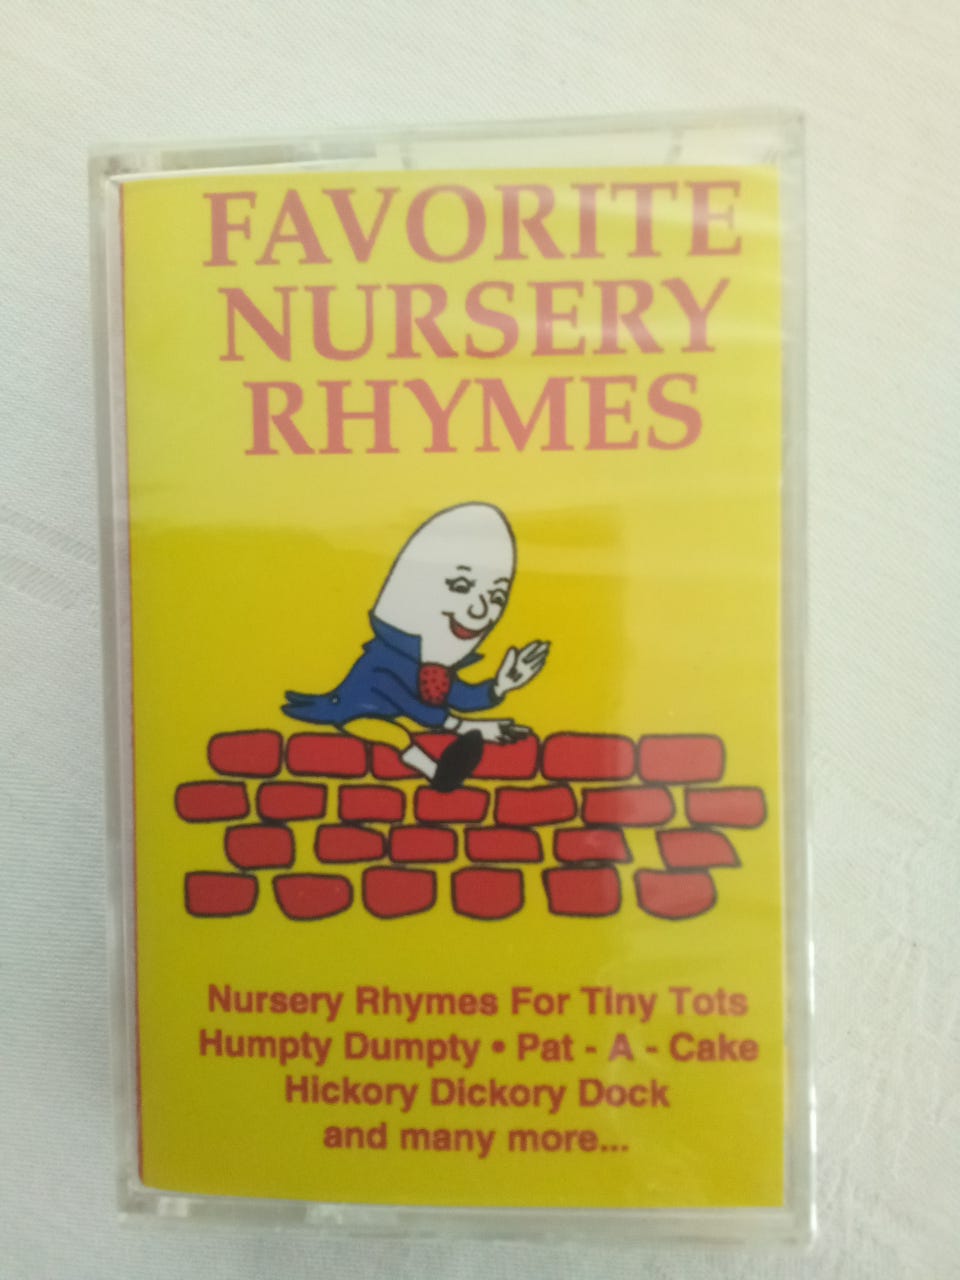 FAVORITE
NURSERY
RHYMES
Nursery Rhymes For Tiny Tots
Humpty Dumpty • Pat - A - Cake
Hickory Dickory Dock
and many more...